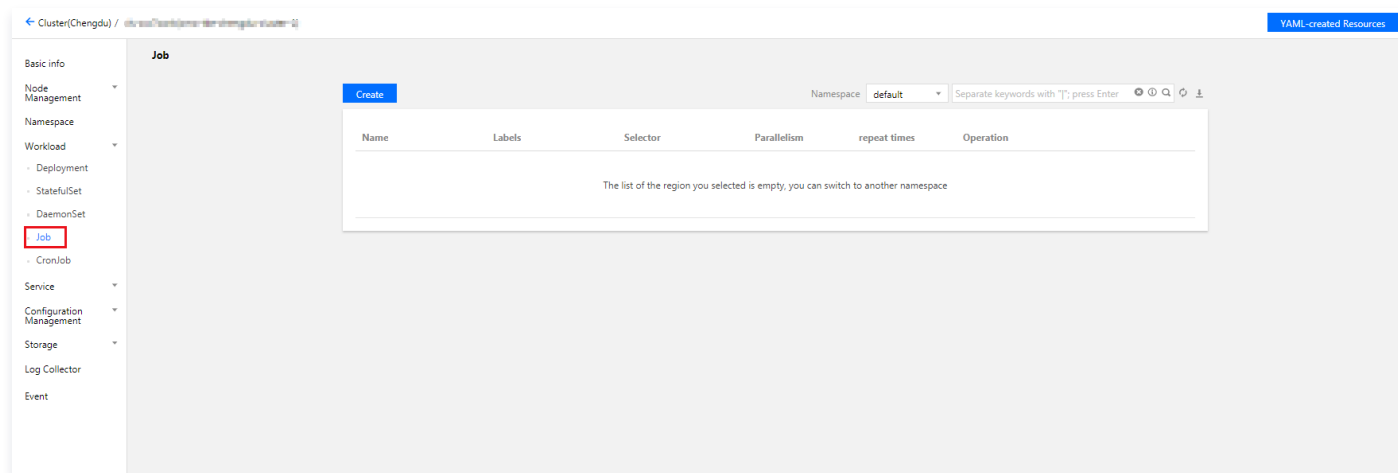 Cluster(Chengdu) /
YAML-created Resources
Basic info
Node
Management
Namespace
Workload
Deployment
StatefulSet
DaemonSet
Job
CronJob
Service
Configuration
Management
Storage
Log Collector
Event
Job
Create
Namespace default Separate keywords with "|"; press Enter
Name Labels Selector Parallelism repeat times Operation
The list of the region you selected is empty, you can switch to another namespace